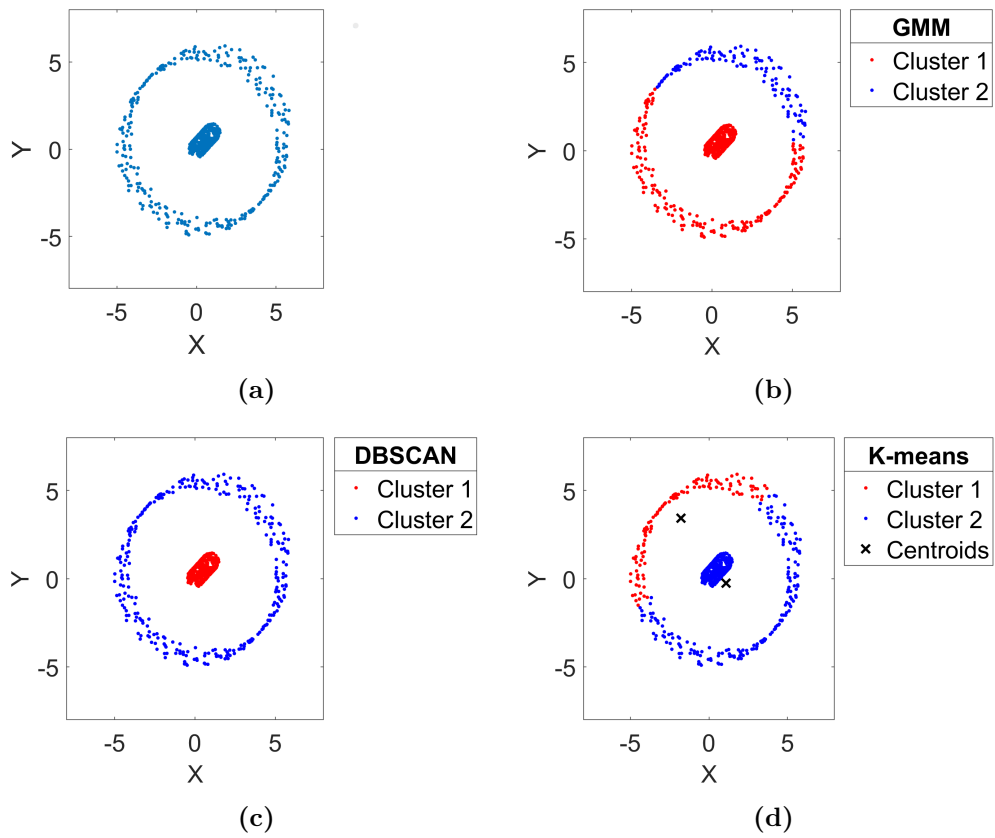 5
0
-5
Y
-5 0 5
X
(a)
GMM
Cluster 1
Cluster 2
5
0
-5
Y
-5 0 5
X
(b)
DBSCAN
Cluster 1
Cluster 2
5
0
-5
Y
-5 0 5
X
(c)
K-means
Cluster 1
Cluster 2
Centroids
5
0
-5
Y
-5 0 5
X
(d)